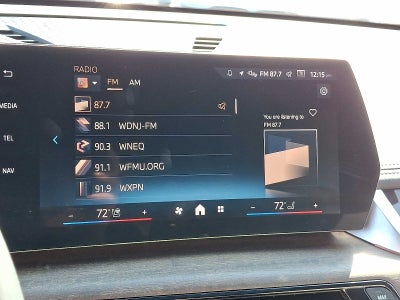 RADIO
FM AM
FM 87.7 12:15
MEDIA
TEL
NAV
87.7
88.1 WDNJ-FM
90.3 WNEQ
91.1 WFMU.ORG
91.9 WXPN
You are listening to
FM 87.7
- 72° +
- 72° +
MAX